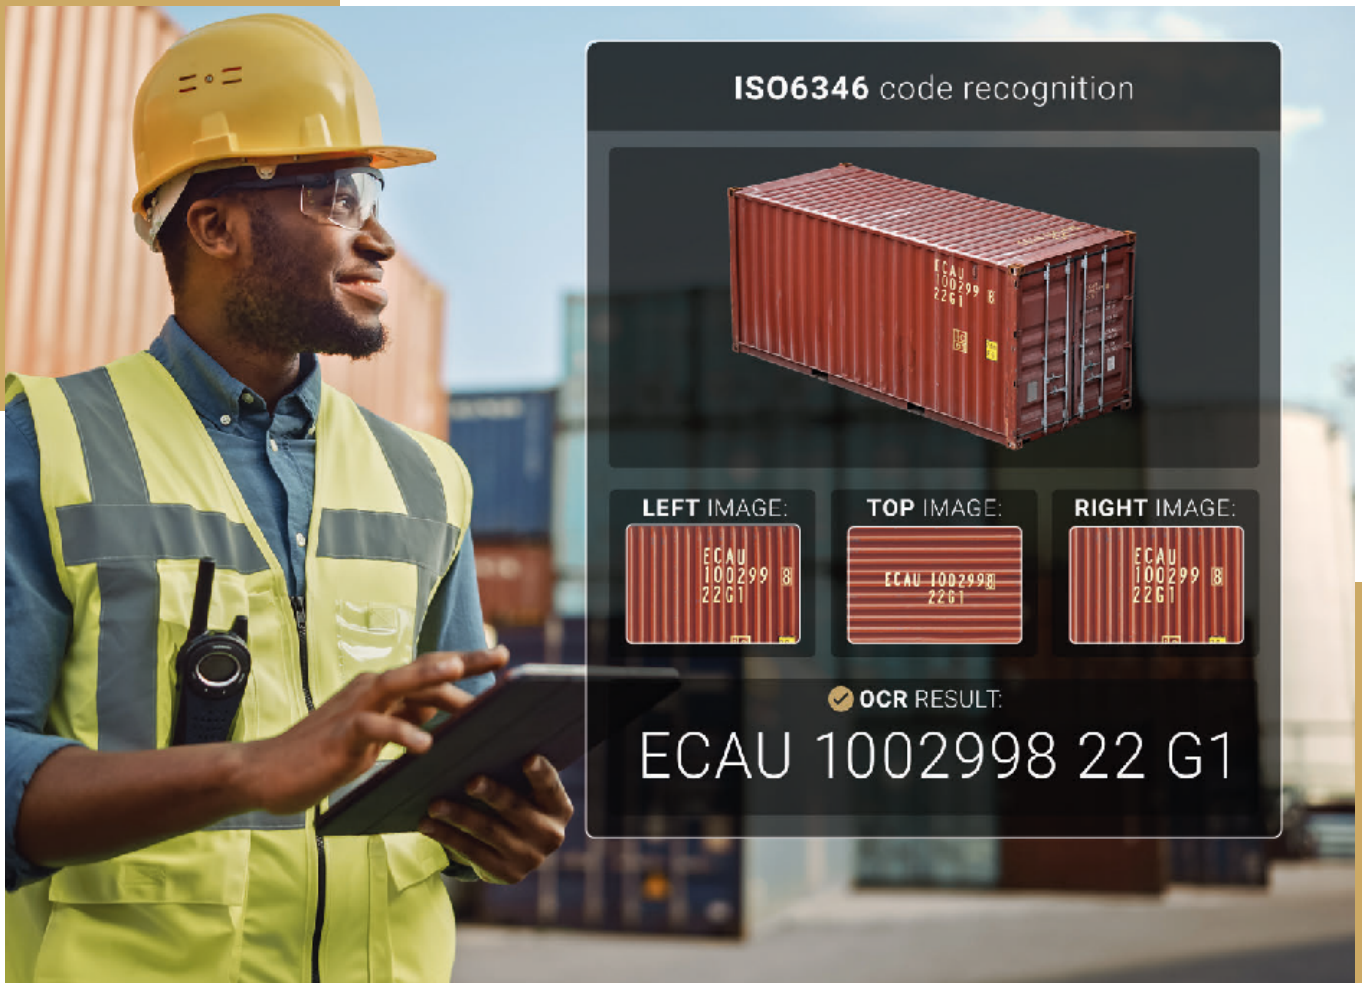 ISO6346 code recognition
ECAU
100299 8
22G1
LEFT IMAGE:
ECAU
100299 8
22G1
TOP IMAGE:
ECAU 1002998
22G1
RIGHT IMAGE:
ECAU
100299 8
22G1
OCR RESULT:
ECAU 1002998 22 G1